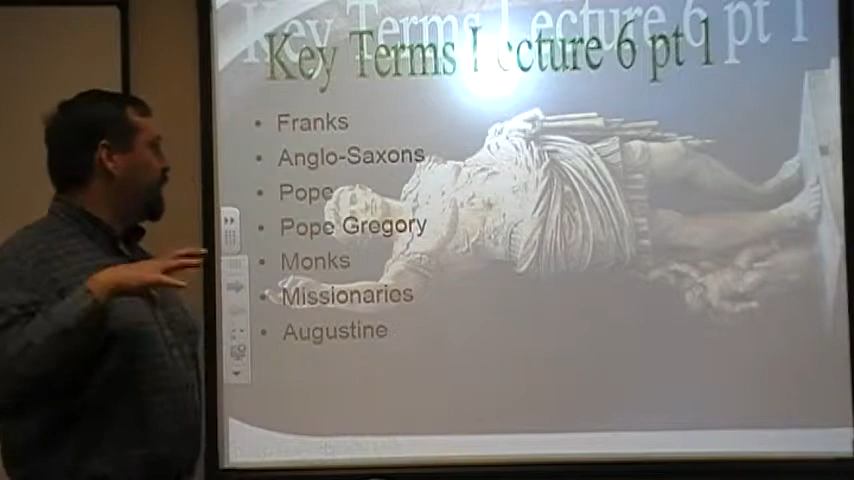 Key Terms Lecture 6 pt 1
Franks
Anglo-Saxons
Pope
Pope Gregory
Monks
Missionaries
Augustine